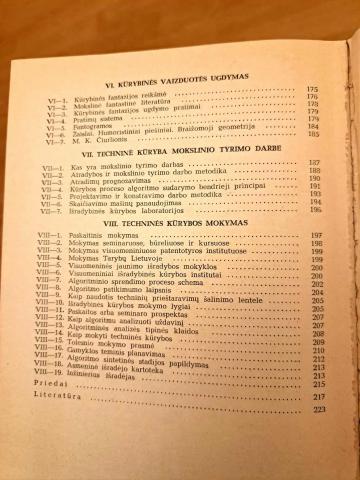 VI. KŪRYBINĖS VAIZDUOTĖS UGDYMAS
VI—1. Kūrybinės fantazijos reikšmė 175
VI—2. Mokslinė fantastinė literatūra 176
VI—3. Kūrybinės fantazijos ugdymo pratimai 178
VI—4. Pratimų sistema 179
VI—5. Fantogramos 179
VI—6. Žaislai. Humoristiniai piešiniai. Braižomoji geometrija 184
VI—7. M. K. Čiurlionis 185
VII. TECHNINĖ KŪRYBA MOKSLINIO TYRIMO DARBE
VII—1. Kas yra mokslinio tyrimo darbas 187
VII—2. Atradybos ir mokslinio tyrimo darbo metodika 188
VII—3. Atradimų prognozavimas 190
VII—4. Kūrybos proceso algoritmo sudarymo bendrieji principai 191
VII—5. Projektavimo ir konstravimo darbo metodika 193
VII—6. Skaičiavimo mašinų panaudojimas 194
VII—7. Išradybinės kūrybos laboratorijos 196
VIII. TECHNINĖS KŪRYBOS MOKYMAS
VIII—1. Paskaitinis mokymas 197
VIII—2. Mokymas seminaruose, būreliuose ir kursuose 198
VIII—3. Mokymas visuomeniniuose patentotyros institutuose 199
VIII—4. Mokymas Tarybų Lietuvoje 199
VIII—5. Visuomeninės jaunimo išradybos mokyklos 200
VIII—6. Visuomeniniai išradybinės kūrybos institutai 200
VIII—7. Algoritminio sprendimo proceso schema 202
VIII—8. Algoritmo patikimumo laipsnis 204
VIII—9. Kaip naudotis techninių prieštaravimų šalinimo lentele 205
VIII—10. Išradybinės kūrybos mokymo lygiai 205
VIII—11. Paskaitos arba seminaro prospektas 207
VIII—12. Kaip algoritmu analizuoti uždavinį 207
VIII—13. Algoritminės analizės tipinės klaidos 208
VIII—14. Kaip mokyti techninės kūrybos 209
VIII—15. Tolesnio mokymo prasmė 210
VIII—16. Gamyklos temisis planavimas 212
VIII—17. Algoritmo sintetinės stadijos papildymas 212
VIII—18. Asmeninė išradėjo kartoteka 213
VIII—19. Inžinierius išradėjas 215
Priedai 217
Literatūra 223